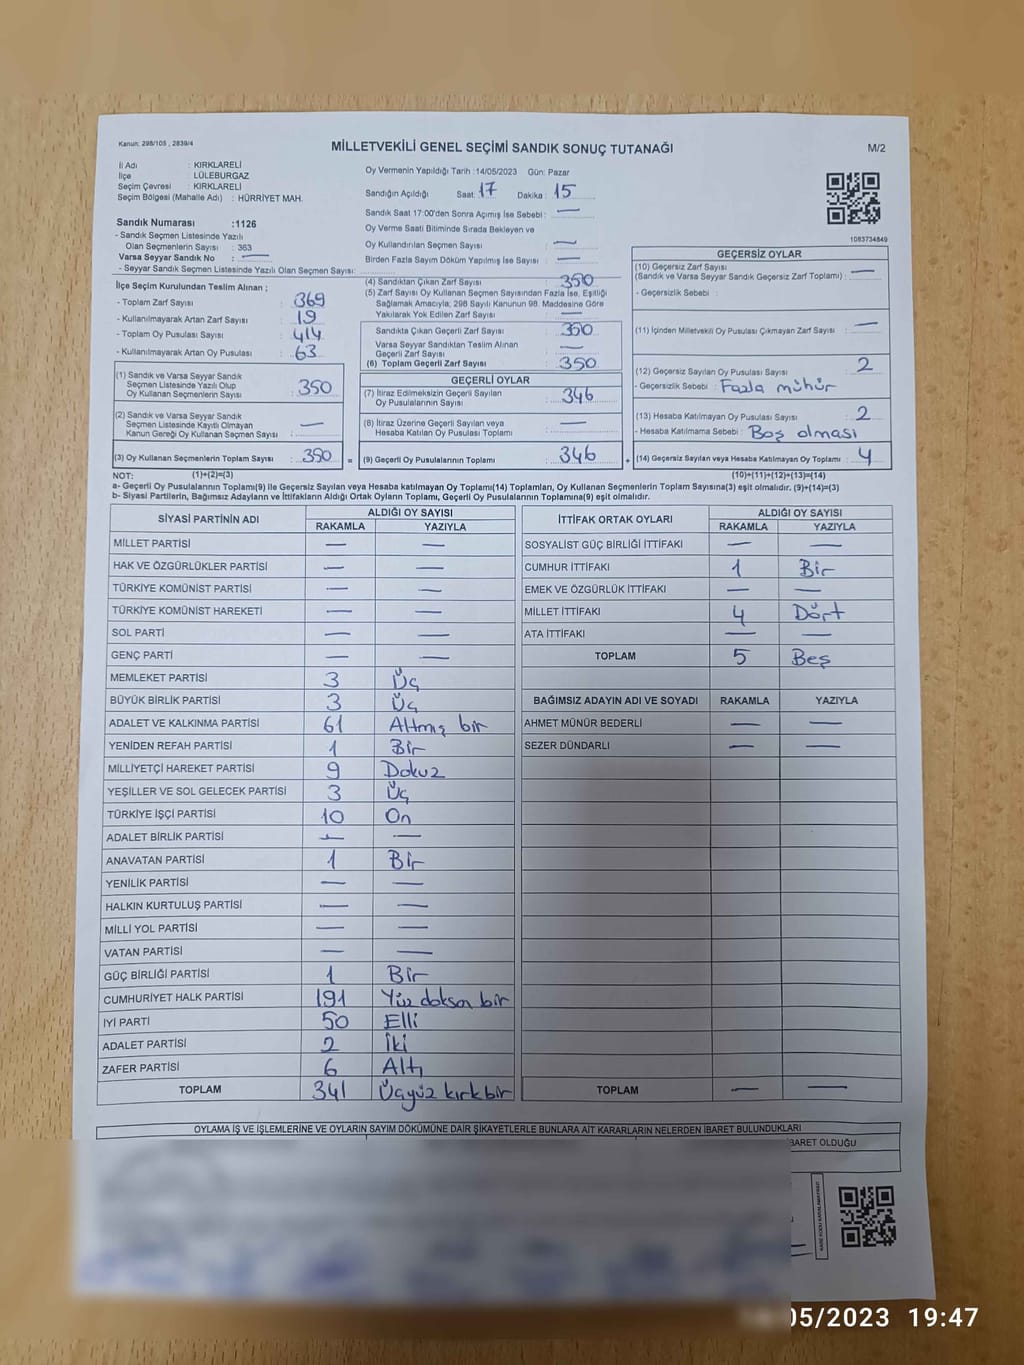 Kanun: 298/105 , 2839/4
MİLLETVEKİLİ GENEL SEÇİMİ SANDIK SONUÇ TUTANAĞI
M/2
İl Adı : KIRKLARELİ
İlçe : LÜLEBURGAZ
Seçim Çevresi : KIRKLARELİ
Seçim Bölgesi (Mahalle Adı) : HÜRRİYET MAH.
Oy Vermenin Yapıldığı Tarih :14/05/2023 Gün: Pazar
Sandığın Açıldığı Saat: 17 Dakika: 15
Sandık Saat 17:00'den Sonra Açımış İse Sebebi : —
Oy Verme Saati Bitiminde Sırada Bekleyen ve
Oy Kullandırılan Seçmen Sayısı : —
Birden Fazla Sayım Döküm Yapılmış İse Sayısı : —
1083734849
Sandık Numarası :1126
- Sandık Seçmen Listesinde Yazılı
Olan Seçmenlerin Sayısı : 363
Varsa Seyyar Sandık No : —
- Seyyar Sandık Seçmen Listesinde Yazılı Olan Seçmen Sayısı:
İlçe Seçim Kurulundan Teslim Alınan ;
- Toplam Zarf Sayısı : 369
- Kullanılmayarak Artan Zarf Sayısı : 19
- Toplam Oy Pusulası Sayısı : 414
- Kullanılmayarak Artan Oy Pusulası : 63
(1) Sandık ve Varsa Seyyar Sandık
Seçmen Listesinde Yazılı Olup
Oy Kullanan Seçmenlerin Sayısı : 350
(2) Sandık ve Varsa Seyyar Sandık
Seçmen Listesinde Kayıtlı Olmayan
Kanun Gereği Oy Kullanan Seçmen Sayısı : —
(3) Oy Kullanan Seçmenlerin Toplam Sayısı : 350 =
(4) Sandıktan Çıkan Zarf Sayısı : 350
(5) Zarf Sayısı Oy Kullanan Seçmen Sayısından Fazla İse, Eşitliği
Sağlamak Amacıyla; 298 Sayılı Kanunun 98. Maddesine Göre
Yakılarak Yok Edilen Zarf Sayısı : —
Sandıkta Çıkan Geçerli Zarf Sayısı : 350
Varsa Seyyar Sandıktan Teslim Alınan
Geçerli Zarf Sayısı : —
(6) Toplam Geçerli Zarf Sayısı : 350
GEÇERLİ OYLAR
(7) İtiraz Edilmeksizin Geçerli Sayılan
Oy Pusulalarının Sayısı : 346
(8) İtiraz Üzerine Geçerli Sayılan veya
Hesaba Katılan Oy Pusulası Toplamı : —
(9) Geçerli Oy Pusulalarının Toplamı : 346 +
GEÇERSİZ OYLAR
(10) Geçersiz Zarf Sayısı
(Sandık ve Varsa Seyyar Sandık Geçersiz Zarf Toplamı) : —
- Geçersizlik Sebebi :
(11) İçinden Milletvekili Oy Pusulası Çıkmayan Zarf Sayısı : —
(12) Geçersiz Sayılan Oy Pusulası Sayısı : 2
- Geçersizlik Sebebi : Fazla mühür
(13) Hesaba Katılmayan Oy Pusulası Sayısı : 2
- Hesaba Katılmama Sebebi : Boş olması
(14) Geçersiz Sayılan veya Hesaba Katılmayan Oy Toplamı : 4
NOT: (1)+(2)=(3) (10)+(11)+(12)+(13)=(14)
a- Geçerli Oy Pusulalarının Toplamı(9) ile Geçersiz Sayılan veya Hesaba katılmayan Oy Pusulası Toplamı(14) Toplamları, Oy Kullanan Seçmenlerin Toplam Sayısına(3) eşit olmalıdır. (9)+(14)=(3)
b- Siyasi Partilerin, Bağımsız Adayların ve İttifakların Aldığı Ortak Oyların Toplamı, Geçerli Oy Pusulalarının Toplamına(9) eşit olmalıdır.
SİYASİ PARTİNİN ADI ALDIĞI OY SAYISI
RAKAMLA YAZIYLA
MİLLET PARTİSİ — —
HAK VE ÖZGÜRLÜKLER PARTİSİ — —
TÜRKİYE KOMÜNİST PARTİSİ — —
TÜRKİYE KOMÜNİST HAREKETİ — —
SOL PARTİ — —
GENÇ PARTİ — —
MEMLEKET PARTİSİ 3 Üç
BÜYÜK BİRLİK PARTİSİ 3 Üç
ADALET VE KALKINMA PARTİSİ 61 Altmış bir
YENİDEN REFAH PARTİSİ 1 Bir
MİLLİYETÇİ HAREKET PARTİSİ 9 Dokuz
YEŞİLLER VE SOL GELECEK PARTİSİ 3 Üç
TÜRKİYE İŞÇİ PARTİSİ 10 On
ADALET BİRLİK PARTİSİ — —
ANAVATAN PARTİSİ 1 Bir
YENİLİK PARTİSİ — —
HALKIN KURTULUŞ PARTİSİ — —
MİLLİ YOL PARTİSİ — —
VATAN PARTİSİ — —
GÜÇ BİRLİĞİ PARTİSİ 1 Bir
CUMHURİYET HALK PARTİSİ 191 Yüz doksan bir
İYİ PARTİ 50 Elli
ADALET PARTİSİ 2 İki
ZAFER PARTİSİ 6 Altı
TOPLAM 341 Üçyüz kırkbir
İTTİFAK ORTAK OYLARI ALDIĞI OY SAYISI
RAKAMLA YAZIYLA
SOSYALİST GÜÇ BİRLİĞİ İTTİFAKI — —
CUMHUR İTTİFAKI 1 Bir
EMEK VE ÖZGÜRLÜK İTTİFAKI — —
MİLLET İTTİFAKI 4 Dört
ATA İTTİFAKI — —
TOPLAM 5 Beş
BAĞIMSIZ ADAYIN ADI VE SOYADI RAKAMLA YAZIYLA
AHMET MÜNÜR BEDERLİ — —
SEZER DÜNDARLI — —
TOPLAM — —
OYLAMA İŞ VE İŞLEMLERİNE VE OYLARIN SAYIM DÖKÜMÜNE DAİR ŞİKAYETLERLE BUNLARA AİT KARARLARIN NELERDEN İBARET BULUNDUKLARI
İBARET OLDUĞU
05/2023 19:47